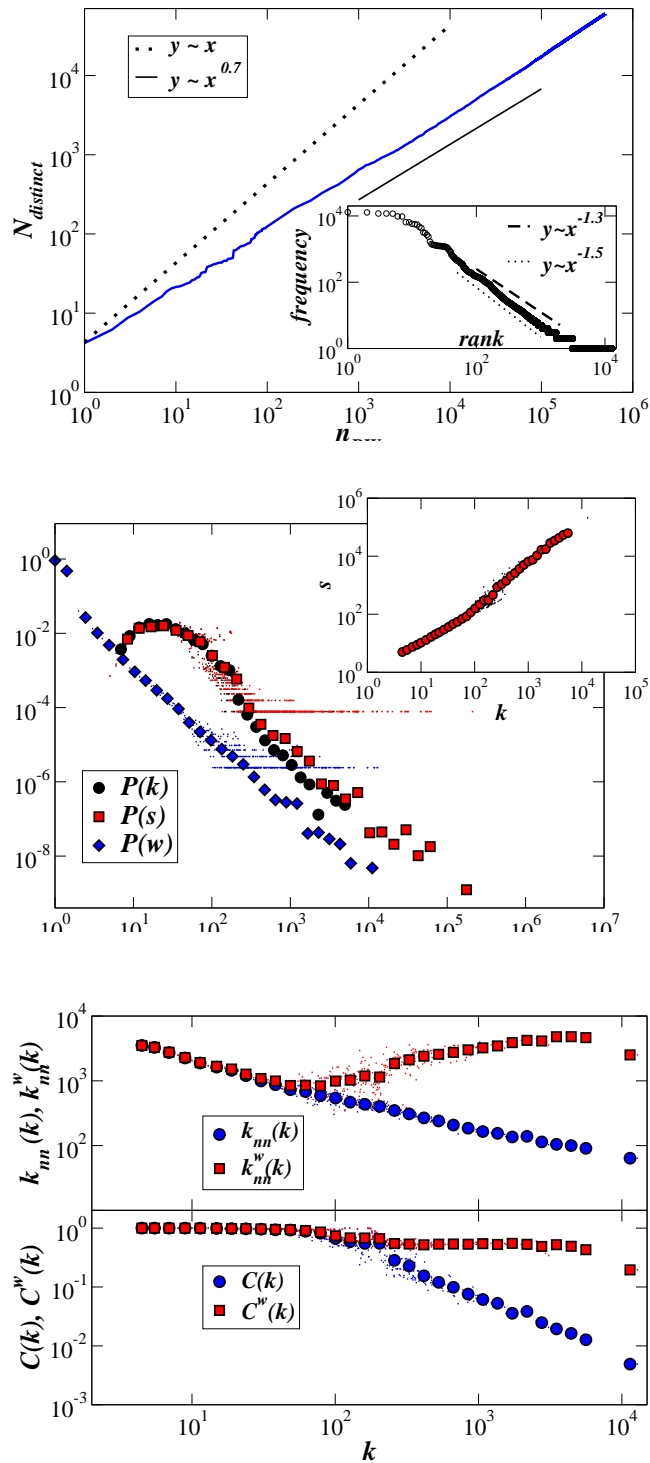 10^4
10^3
10^2
10^1
10^0
N_distinct
y ~ x
y ~ x^0.7
10^0 10^1 10^2 10^3 10^4 10^5 10^6
10^4
10^2
10^0
frequency
y~x^-1.3
y~x^-1.5
rank
10^0 10^2 10^4
10^6
10^4
10^2
10^0
s
10^0 10^1 10^2 10^3 10^4 10^5
k
10^0
10^-2
10^-4
10^-6
10^-8
P(k)
P(s)
P(w)
10^0 10^1 10^2 10^3 10^4 10^5 10^6 10^7
10^4
10^3
10^2
k_nn(k), k^w_nn(k)
k_nn(k)
k^w_nn(k)
10^0
10^-1
10^-2
10^-3
C(k), C^w(k)
C(k)
C^w(k)
10^1 10^2 10^3 10^4
k